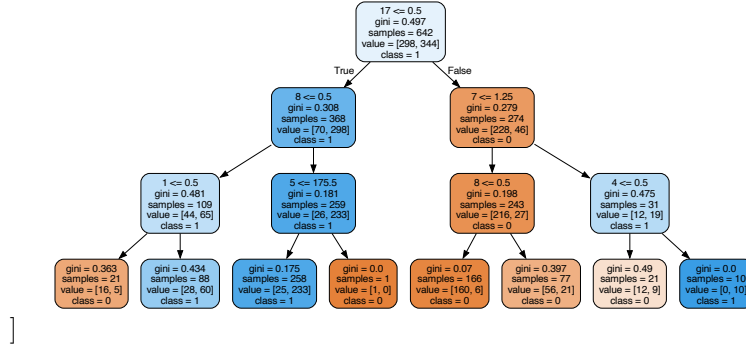 17 <= 0.5
gini = 0.497
samples = 642
value = [298, 344]
class = 1
True
False
8 <= 0.5
gini = 0.308
samples = 368
value = [70, 298]
class = 1
7 <= 1.25
gini = 0.279
samples = 274
value = [228, 46]
class = 0
1 <= 0.5
gini = 0.481
samples = 109
value = [44, 65]
class = 1
5 <= 175.5
gini = 0.181
samples = 259
value = [26, 233]
class = 1
8 <= 0.5
gini = 0.198
samples = 243
value = [216, 27]
class = 0
4 <= 0.5
gini = 0.475
samples = 31
value = [12, 19]
class = 1
gini = 0.363
samples = 21
value = [16, 5]
class = 0
gini = 0.434
samples = 88
value = [28, 60]
class = 1
gini = 0.175
samples = 258
value = [25, 233]
class = 1
gini = 0.0
samples = 1
value = [1, 0]
class = 0
gini = 0.07
samples = 166
value = [160, 6]
class = 0
gini = 0.397
samples = 77
value = [56, 21]
class = 0
gini = 0.49
samples = 21
value = [12, 9]
class = 0
gini = 0.0
samples = 10
value = [0, 10]
class = 1
]